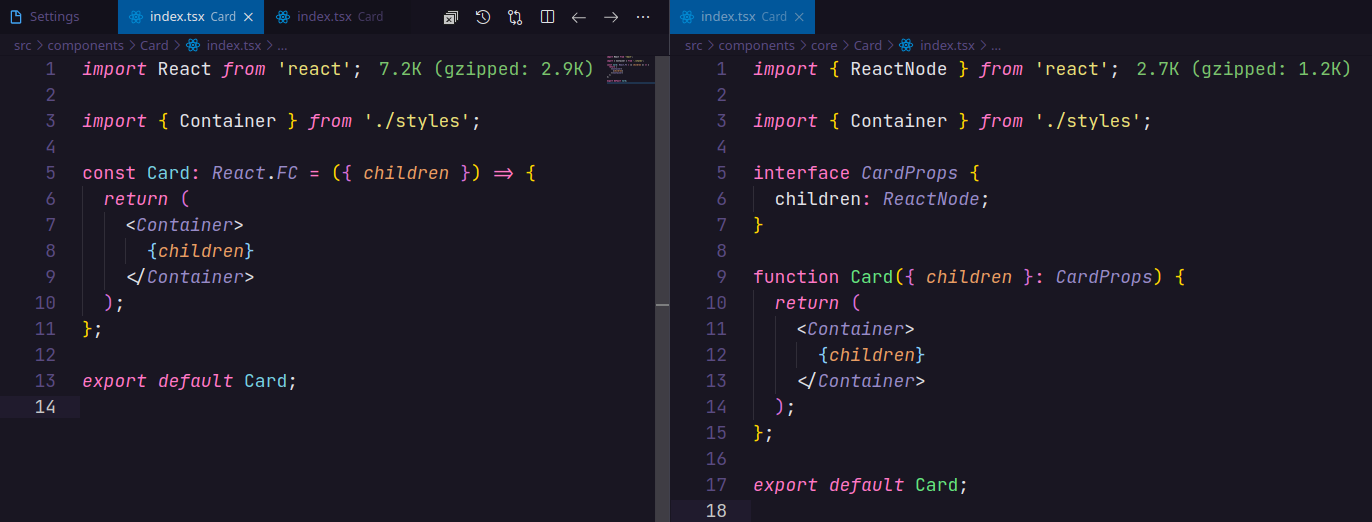 Settings
index.tsx Card
index.tsx Card
src > components > Card > index.tsx > ...
1 import React from 'react'; 7.2K (gzipped: 2.9K)
2
3 import { Container } from './styles';
4
5 const Card: React.FC = ({ children }) => {
6 return (
7 <Container>
8 {children}
9 </Container>
10 );
11 };
12
13 export default Card;
14
index.tsx Card
src > components > core > Card > index.tsx > ...
1 import { ReactNode } from 'react'; 2.7K (gzipped: 1.2K)
2
3 import { Container } from './styles';
4
5 interface CardProps {
6 children: ReactNode;
7 }
8
9 function Card({ children }: CardProps) {
10 return (
11 <Container>
12 {children}
13 </Container>
14 );
15 };
16
17 export default Card;
18